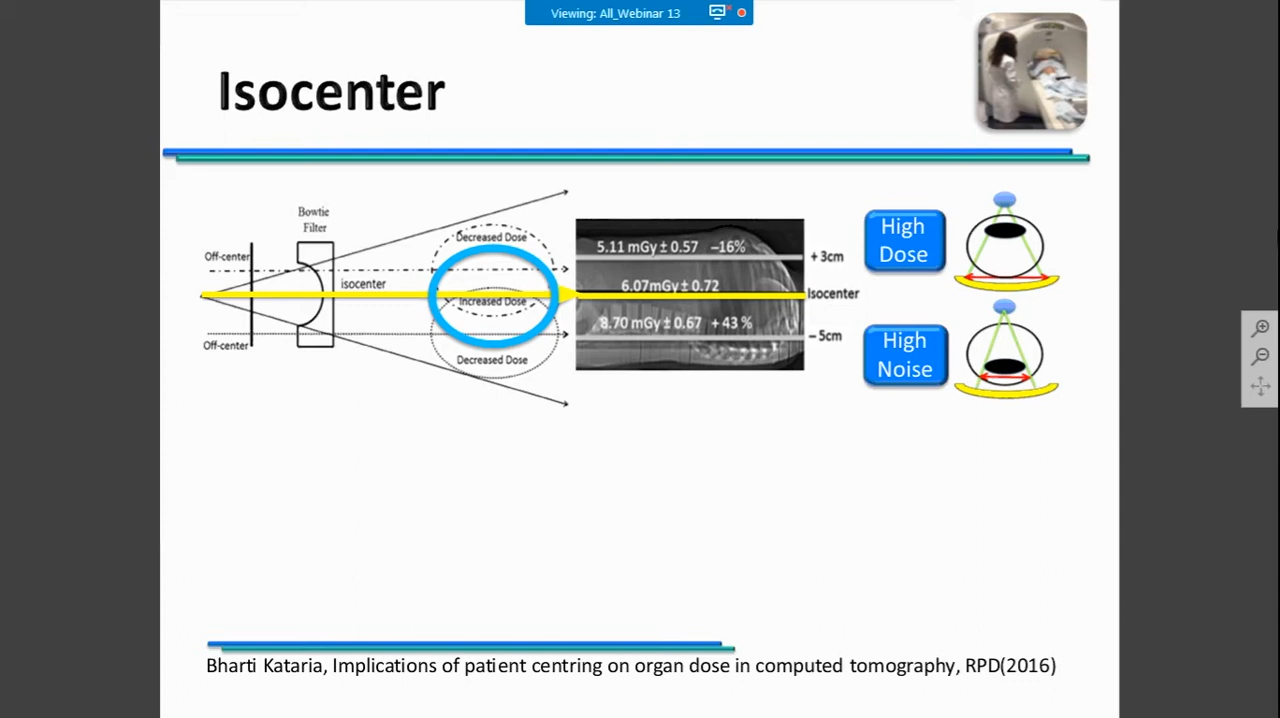 Viewing: All_Webinar 13
Isocenter
Bowtie
Filter
Off-center
isocenter
Off-center
Decreased Dose
Increased Dose
Decreased Dose
5.11 mGy ± 0.57 –16%
6.07mGy ± 0.72
8.70 mGy ± 0.67 + 43 %
+ 3cm
Isocenter
– 5cm
High
Dose
High
Noise
Bharti Kataria, Implications of patient centring on organ dose in computed tomography, RPD(2016)